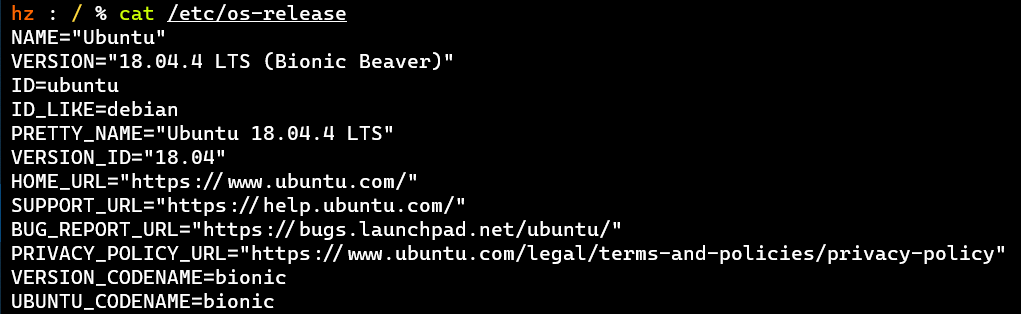 hz : / % cat /etc/os-release
NAME="Ubuntu"
VERSION="18.04.4 LTS (Bionic Beaver)"
ID=ubuntu
ID_LIKE=debian
PRETTY_NAME="Ubuntu 18.04.4 LTS"
VERSION_ID="18.04"
HOME_URL="https://www.ubuntu.com/"
SUPPORT_URL="https://help.ubuntu.com/"
BUG_REPORT_URL="https://bugs.launchpad.net/ubuntu/"
PRIVACY_POLICY_URL="https://www.ubuntu.com/legal/terms-and-policies/privacy-policy"
VERSION_CODENAME=bionic
UBUNTU_CODENAME=bionic